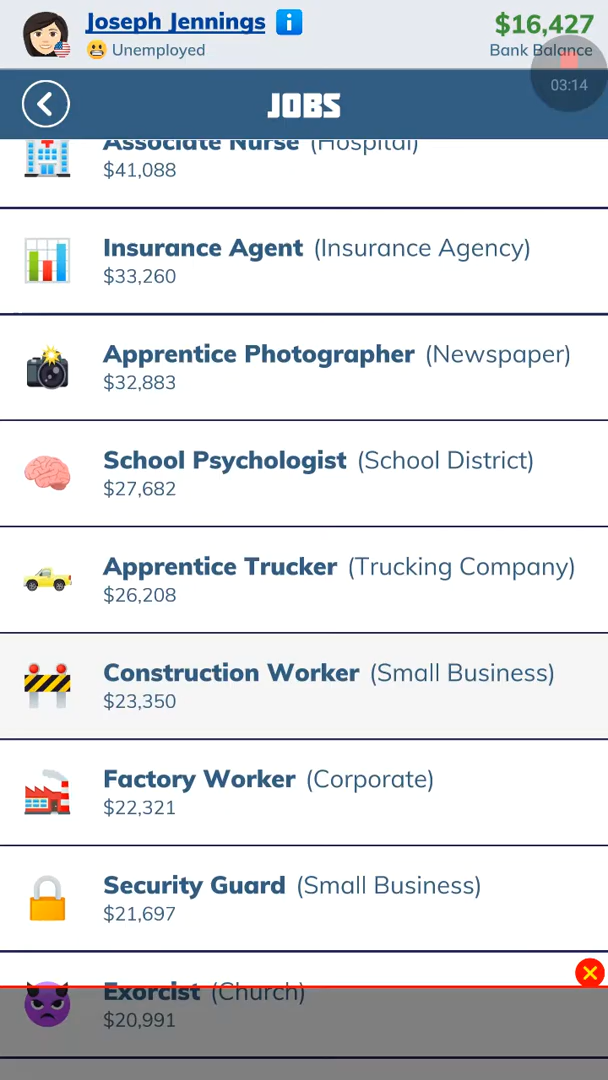 Joseph Jennings
$16,427
Unemployed
Bank Balance
03:14
JOBS
Associate Nurse (Hospital)
$41,088
Insurance Agent (Insurance Agency)
$33,260
Apprentice Photographer (Newspaper)
$32,883
School Psychologist (School District)
$27,682
Apprentice Trucker (Trucking Company)
$26,208
Construction Worker (Small Business)
$23,350
Factory Worker (Corporate)
$22,321
Security Guard (Small Business)
$21,697
Exorcist (Church)
$20,991